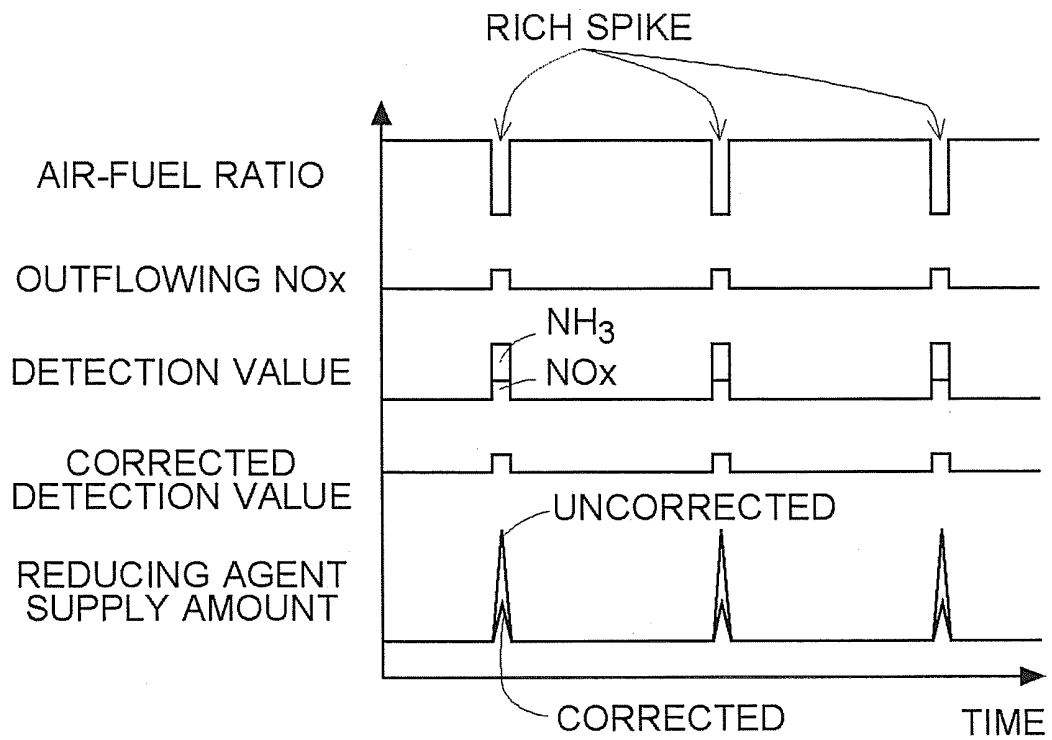 RICH SPIKE
AIR-FUEL RATIO
OUTFLOWING NOx
NH3
DETECTION VALUE
NOx
CORRECTED
DETECTION VALUE
UNCORRECTED
REDUCING AGENT
SUPPLY AMOUNT
CORRECTED
TIME